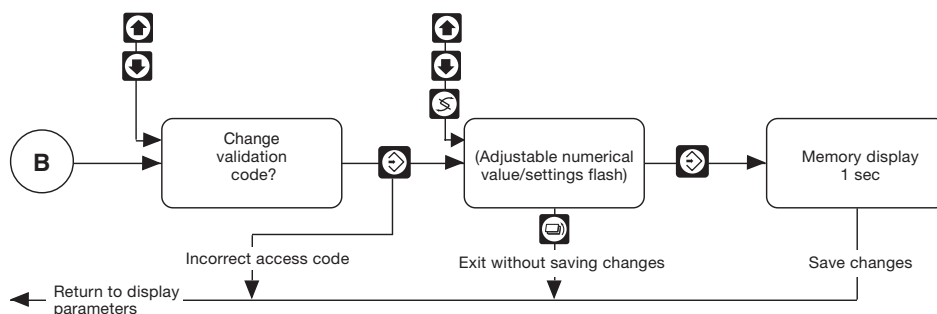 B
Change
validation
code?
(Adjustable numerical
value/settings flash)
Memory display
1 sec
Incorrect access code
Exit without saving changes
Save changes
Return to display
parameters